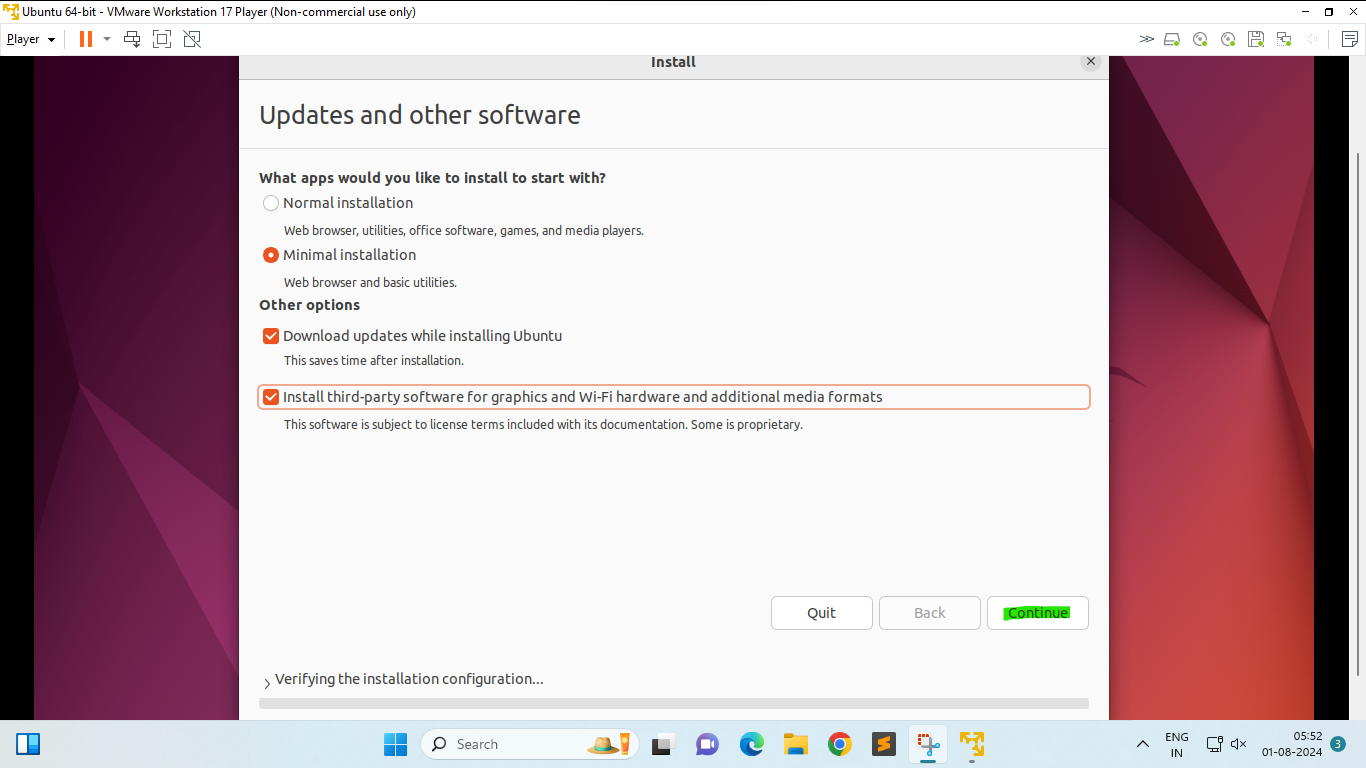 Ubuntu 64-bit - VMware Workstation 17 Player (Non-commercial use only)
Player
Install
Updates and other software
What apps would you like to install to start with?
Normal installation
Web browser, utilities, office software, games, and media players.
Minimal installation
Web browser and basic utilities.
Other options
Download updates while installing Ubuntu
This saves time after installation.
Install third-party software for graphics and Wi-Fi hardware and additional media formats
This software is subject to license terms included with its documentation. Some is proprietary.
Quit
Back
Continue
Verifying the installation configuration...
Search
ENG
IN
05:52
01-08-2024
3